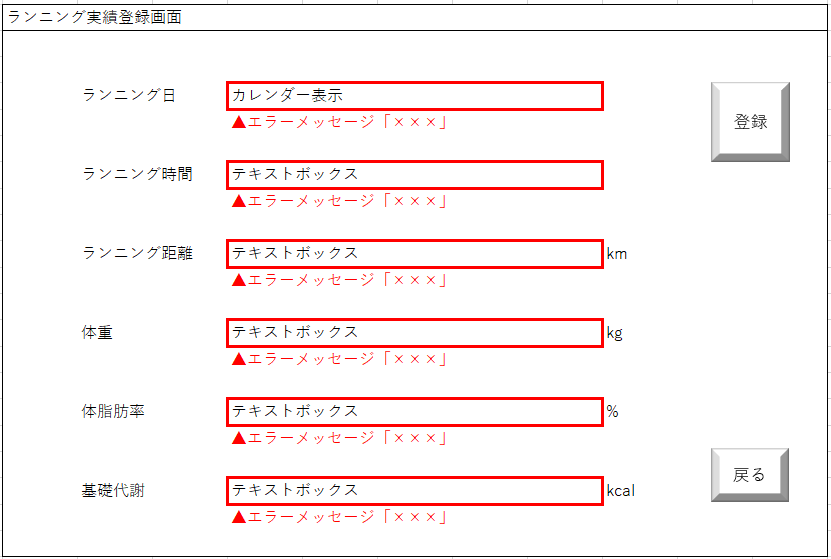 ランニング実績登録画面
ランニング日 カレンダー表示
▲エラーメッセージ「×××」
登録
ランニング時間 テキストボックス
▲エラーメッセージ「×××」
ランニング距離 テキストボックス km
▲エラーメッセージ「×××」
体重 テキストボックス kg
▲エラーメッセージ「×××」
体脂肪率 テキストボックス %
▲エラーメッセージ「×××」
戻る
基礎代謝 テキストボックス kcal
▲エラーメッセージ「×××」